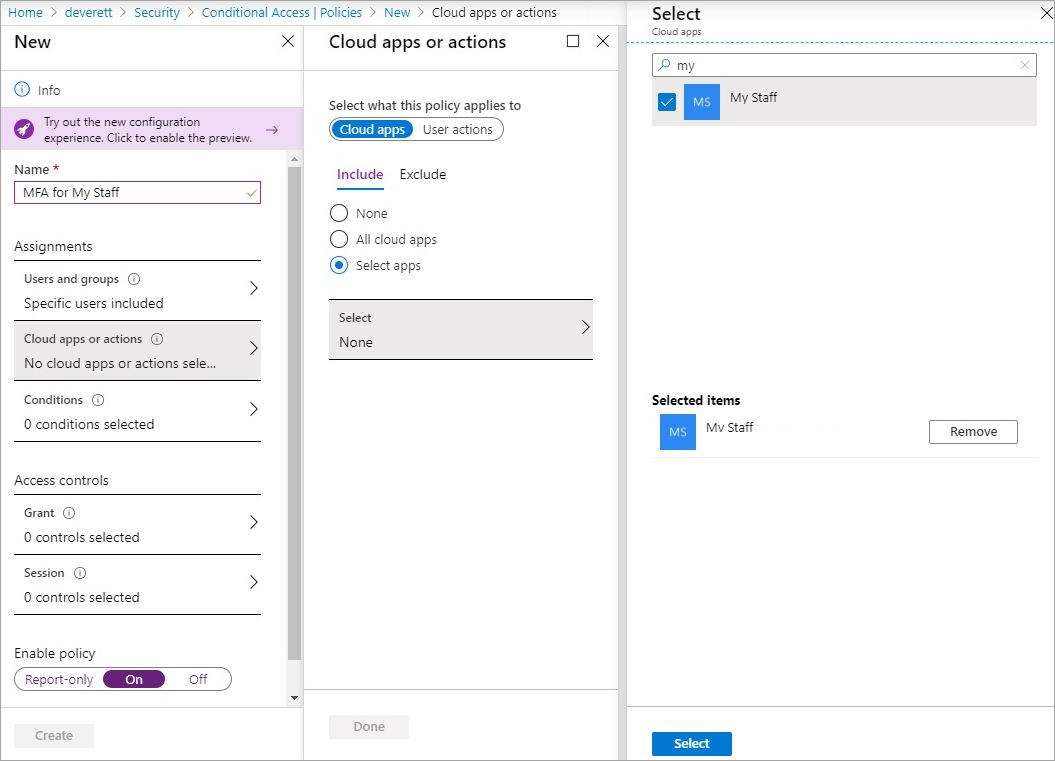 Home > deverett > Security > Conditional Access | Policies > New > Cloud apps or actions
New
Info
Try out the new configuration
experience. Click to enable the preview.
Name *
MFA for My Staff
Assignments
Users and groups
Specific users included
Cloud apps or actions
No cloud apps or actions sele...
Conditions
0 conditions selected
Access controls
Grant
0 controls selected
Session
0 controls selected
Enable policy
Report-only On Off
Create
Cloud apps or actions
Select what this policy applies to
Cloud apps User actions
Include Exclude
None
All cloud apps
Select apps
Select
None
Done
Select
Cloud apps
my
MS My Staff
Selected items
MS My Staff
Remove
Select